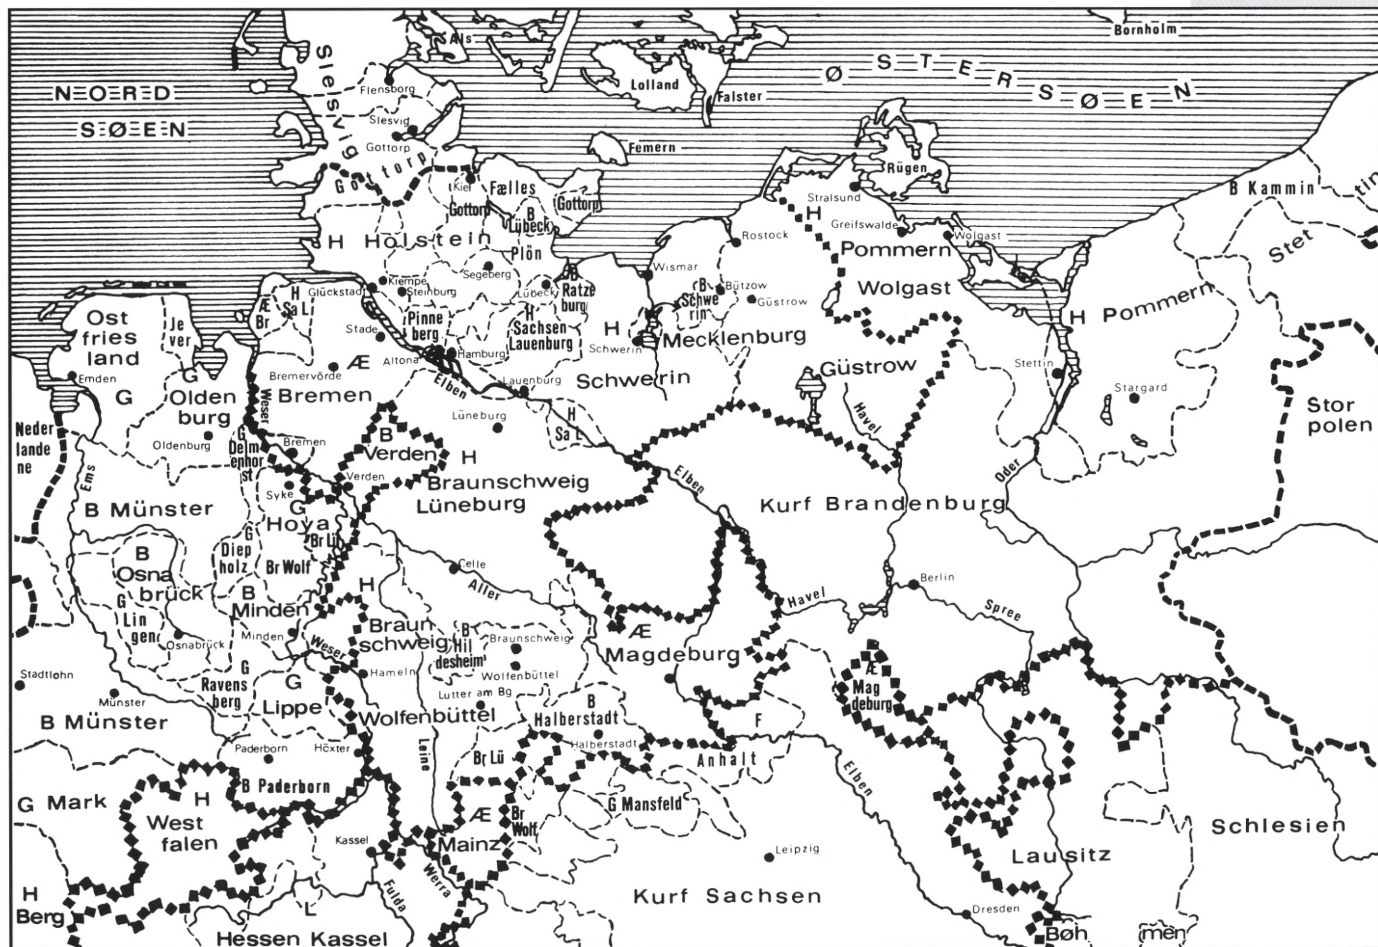 NORD
SØEN
Slesvig
Flensborg
Slesvig
Gottorp
Gottorp
Als
Lolland
Falster
Femern
ØSTERSØEN
Bornholm
Rügen
Stralsund
Greifswalde
Wolgast
B Kammin
Stet
tin
Kiel
Gottorp
Fælles
B
Lübeck
Gottorp
Plön
H Holstein
Segeberg
Krempe
Steinburg
Glückstad
Lübeck
B
Ratze
burg
Pinne
berg
H
Sachsen
Lauenburg
Wismar
Rostock
B
Schwe
rin
Bützow
Güstrow
H
Mecklenburg
Schwerin
Schwerin
Güstrow
H
Pommern
Wolgast
H Pommern
Stettin
Stargard
Stor
polen
Ost
fries
land
G
Emden
Je
ver
G
Olden
burg
Oldenburg
Æ
Br
H
Sa L
Stade
Bremervörde
Æ
Bremen
Altona
Hamburg
Elben
Lauenburg
Lüneburg
H
Sa L
Havel
Weser
G
Delm
enhor
st
Bremen
B
Verden
Verden
H
Braunschweig
Lüneburg
Elben
Kurf Brandenburg
Oder
Neder
lande
ne
Ems
B Münster
Syke
G
Hoya
Br Lü
G
Diep
holz
Br Wolf
B
Osna
brück
G
Lin
gen
Osnabrück
B
Minden
Minden
Weser
Celle
Aller
H
Braun
schweig
Wolfenbüttel
Hameln
B
Hil
desheim
Braunschweig
Wolfenbüttel
Lutter am Bg
Æ
Magdeburg
Havel
Berlin
Spree
Æ
Mag
deburg
Stadtlohn
Münster
B Münster
G
Ravens
berg
G
Lippe
Paderborn
Höxter
B Paderborn
Leine
B
Halberstadt
Halberstadt
F
Anhalt
Br Lü
G Mansfeld
Elben
G Mark
H
West
falen
Kassel
Æ
Mainz
Br
Wolf
Leipzig
Schlesien
Lausitz
H
Berg
L
Hessen Kassel
Fulda
Werra
Kurf Sachsen
Dresden
Bøh men